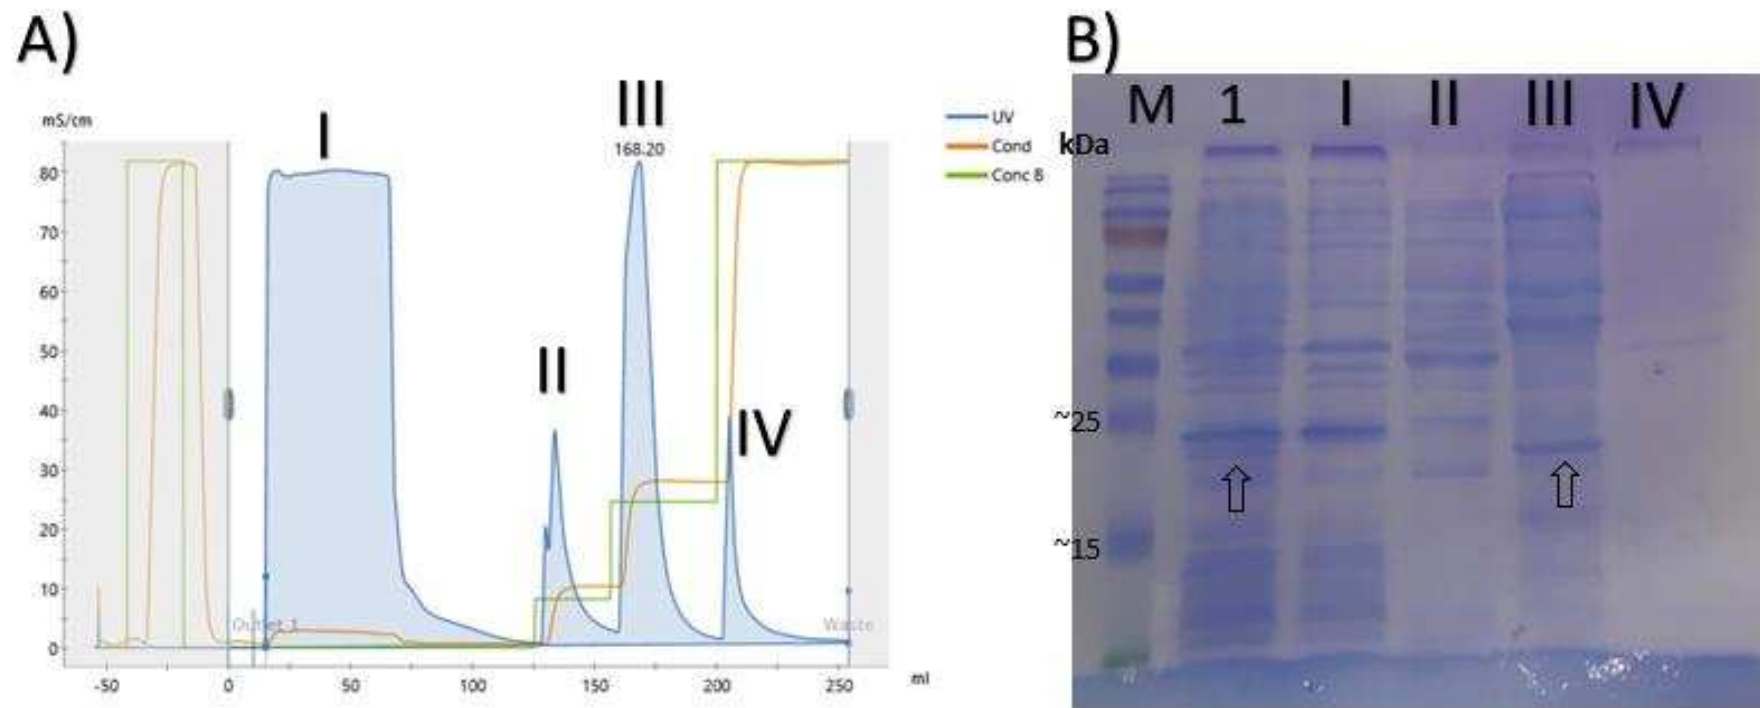 A)
mS/cm
80
70
60
50
40
30
20
10
0
-50
0
50
100
150
200
250
ml
I
II
III
168.20
IV
Outlet 1
Waste
UV
Cond
Conc B
B)
M 1 I II III IV
kDa
~25
~15